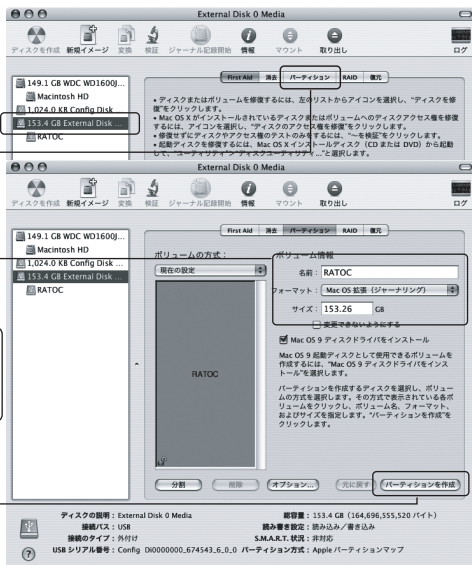 External Disk 0 Media
ディスクを作成 新規イメージ 変換 検証 ジャーナル記録開始 情報 マウント 取り出し ログ
First Aid 消去 パーティション RAID 復元
149.1 GB WDC WD1600J...
Macintosh HD
1,024.0 KB Config Disk ...
153.4 GB External Disk ...
RATOC
• ディスクまたはボリュームを修復するには、左のリストからアイコンを選択し、“ディスクを修
復”をクリックします。
• Mac OS X がインストールされているディスクまたはボリュームへのディスクアクセス権を修復
するには、アイコンを選択し、“ディスクのアクセス権を修復”をクリックします。
• 修復せずにディスクやアクセス権のテストのみをするには、“～を検証”をクリックします。
• 起動ディスクを修復するには、Mac OS X インストールディスク（CD または DVD）から起動
して、“ユーティリティ”>“ディスクユーティリティ...”と選択します。
External Disk 0 Media
ディスクを作成 新規イメージ 変換 検証 ジャーナル記録開始 情報 マウント 取り出し ログ
First Aid 消去 パーティション RAID 復元
149.1 GB WDC WD1600J...
Macintosh HD
1,024.0 KB Config Disk ...
153.4 GB External Disk ...
RATOC
ボリュームの方式：
現在の設定
RATOC
ボリューム情報
名前： RATOC
フォーマット： Mac OS 拡張（ジャーナリング）
サイズ： 153.26 GB
変更できないようにする
Mac OS 9 ディスクドライバをインストール
Mac OS 9 起動ディスクとして使用できるボリュームを
作成するには、“Mac OS 9 ディスクドライバをインス
トール”を選択します。
パーティションを作成するディスクを選択し、ボリュー
ムの方式を選択します。その方式で表示されている各ボ
リュームをクリックし、ボリューム名、フォーマット、
およびサイズを指定します。“パーティションを作成”を
クリックします。
分割 削除 オプション... 元に戻す パーティションを作成
ディスクの説明： External Disk 0 Media 総容量： 153.4 GB（164,696,555,520 バイト）
接続バス： USB 読み書き設定： 読み込み／書き込み
接続のタイプ： 外付け S.M.A.R.T. 状況： 非対応
USB シリアル番号： Config Di0000000_674543_6_0_0 パーティション方式： Apple パーティションマップ